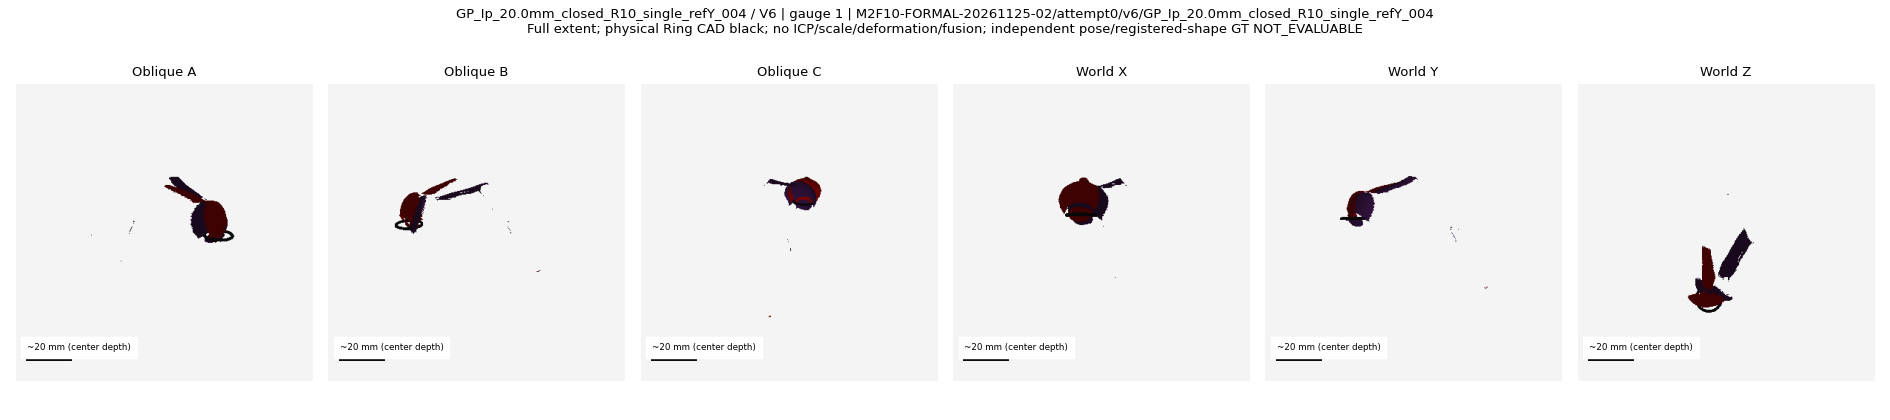 GP_Ip_20.0mm_closed_R10_single_refY_004 / V6 | gauge 1 | M2F10-FORMAL-20261125-02/attempt0/v6/GP_Ip_20.0mm_closed_R10_single_refY_004
Full extent; physical Ring CAD black; no ICP/scale/deformation/fusion; independent pose/registered-shape GT NOT_EVALUABLE
Oblique A
Oblique B
Oblique C
World X
World Y
World Z
~20 mm (center depth)
~20 mm (center depth)
~20 mm (center depth)
~20 mm (center depth)
~20 mm (center depth)
~20 mm (center depth)